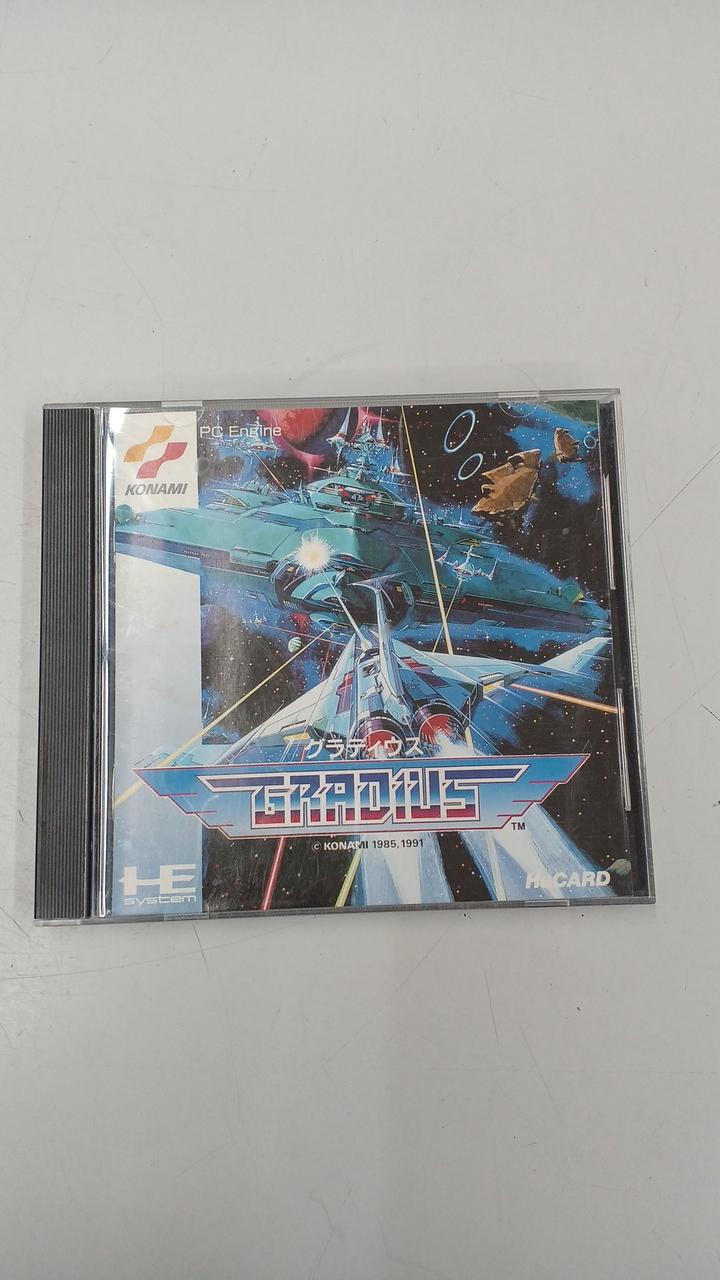 PC Engine
KONAMI
グラディウス
GRADIUS
TM
© KONAMI 1985, 1991
HE
system
HuCARD